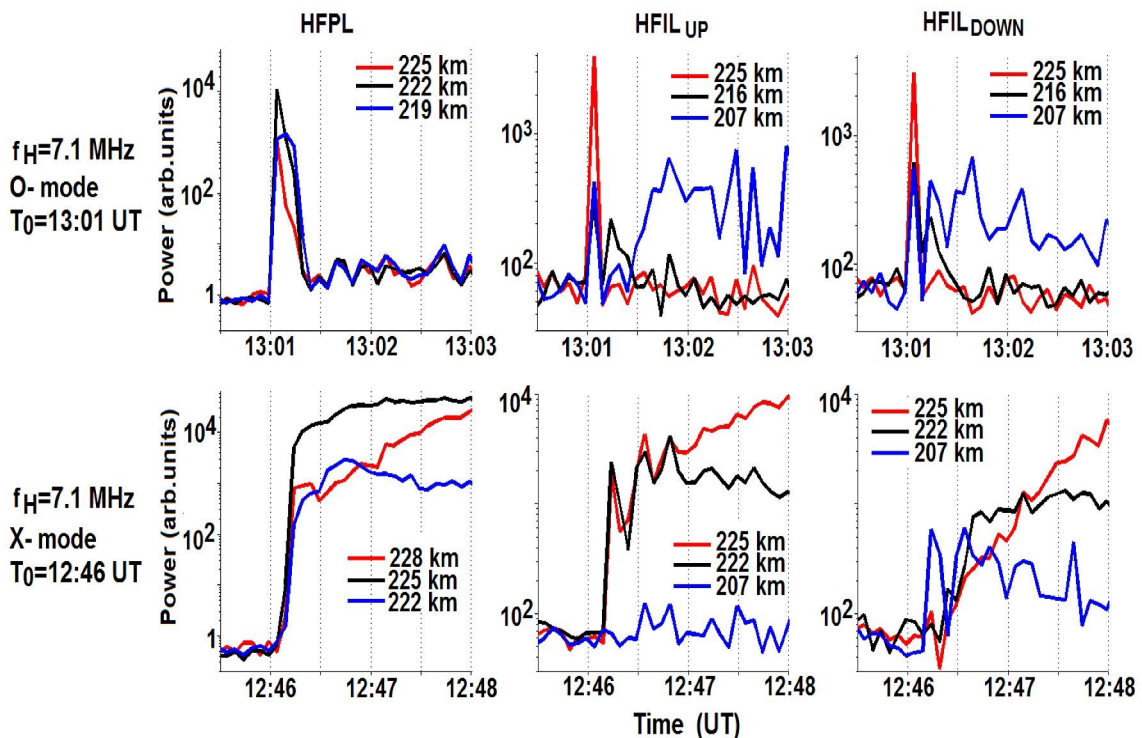 HFPL
HFIL UP
HFIL DOWN
fH=7.1 MHz
O- mode
T0=13:01 UT
Power (arb.units)
10^4
10^2
1
225 km
222 km
219 km
13:01 13:02 13:03
10^3
10^2
225 km
216 km
207 km
13:01 13:02 13:03
10^3
10^2
225 km
216 km
207 km
13:01 13:02 13:03
fH=7.1 MHz
X- mode
T0=12:46 UT
Power (arb.units)
10^4
10^2
1
228 km
225 km
222 km
12:46 12:47 12:48
10^4
10^2
225 km
222 km
207 km
12:46 12:47 12:48
10^4
10^2
225 km
222 km
207 km
12:46 12:47 12:48
Time (UT)